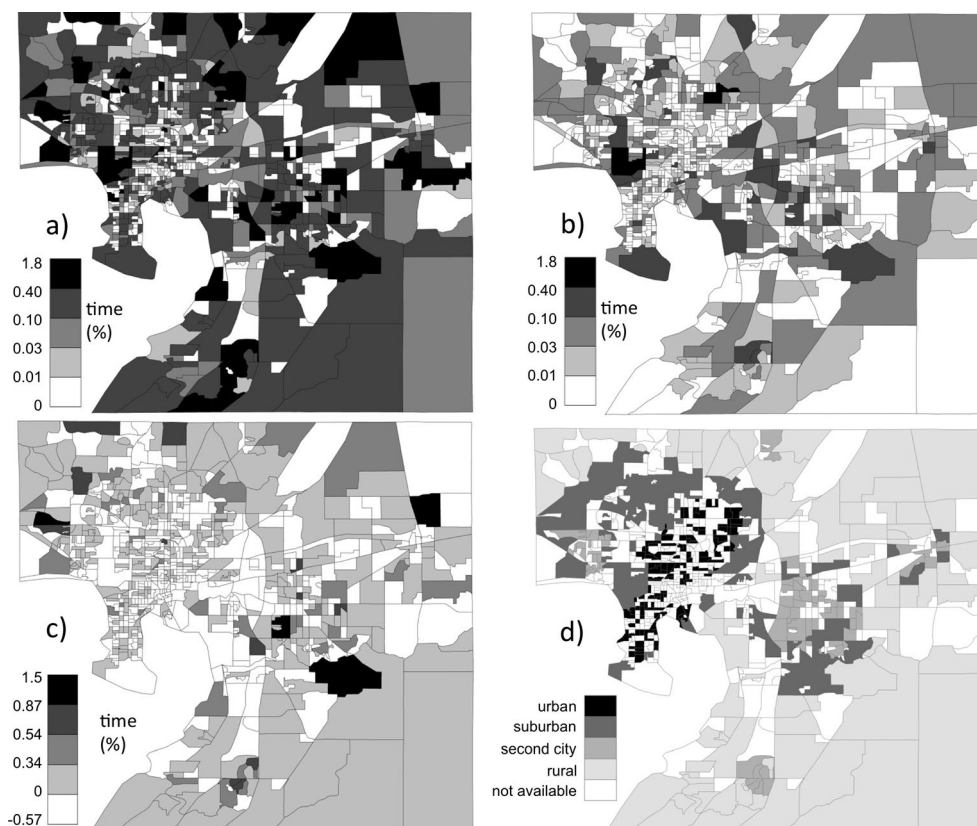 a)
1.8
0.40
0.10
0.03
0.01
0
time
(%)
b)
1.8
0.40
0.10
0.03
0.01
0
time
(%)
c)
1.5
0.87
0.54
0.34
0
-0.57
time
(%)
d)
urban
suburban
second city
rural
not available